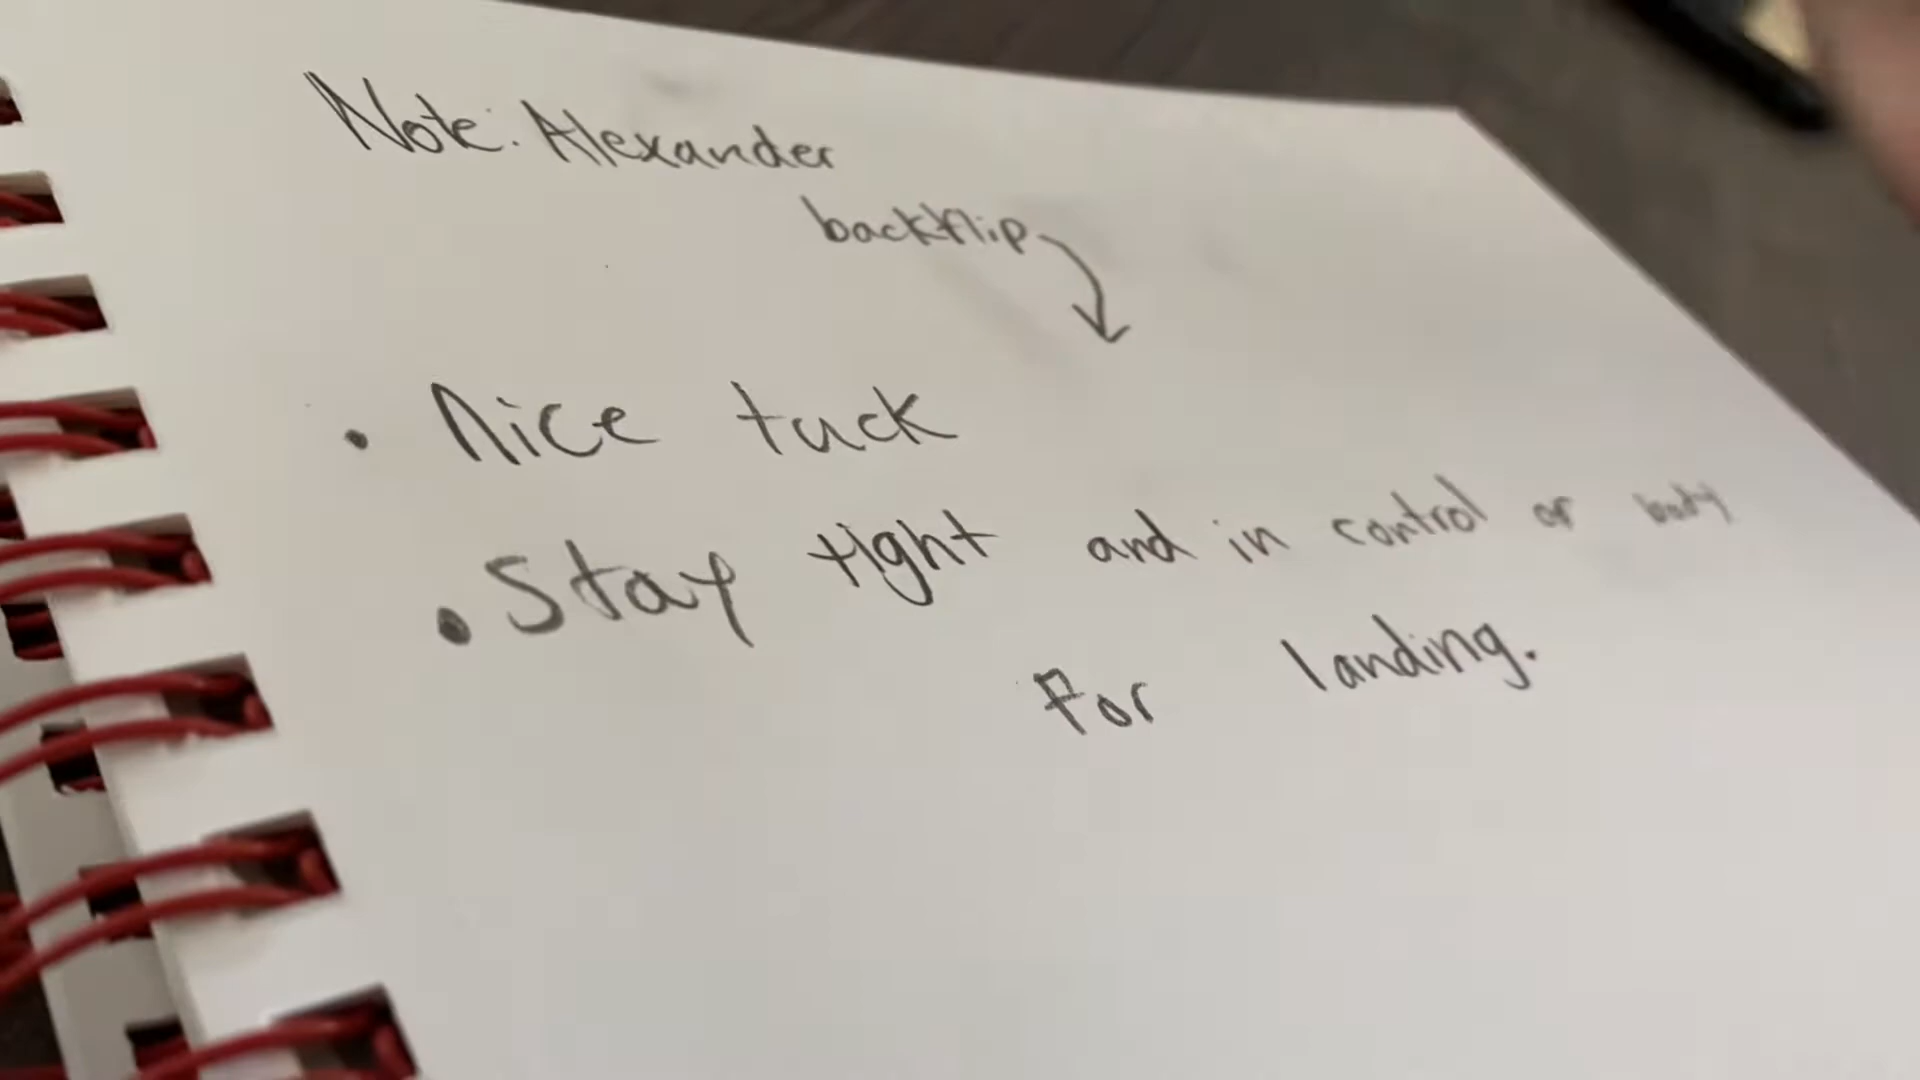 Note: Alexander
backflip
• Nice tuck
• Stay tight and in control of body
For landing.